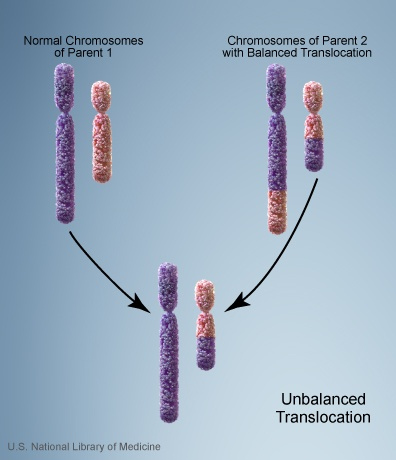 Normal Chromosomes
of Parent 1
Chromosomes of Parent 2
with Balanced Translocation
Unbalanced
Translocation
U.S. National Library of Medicine